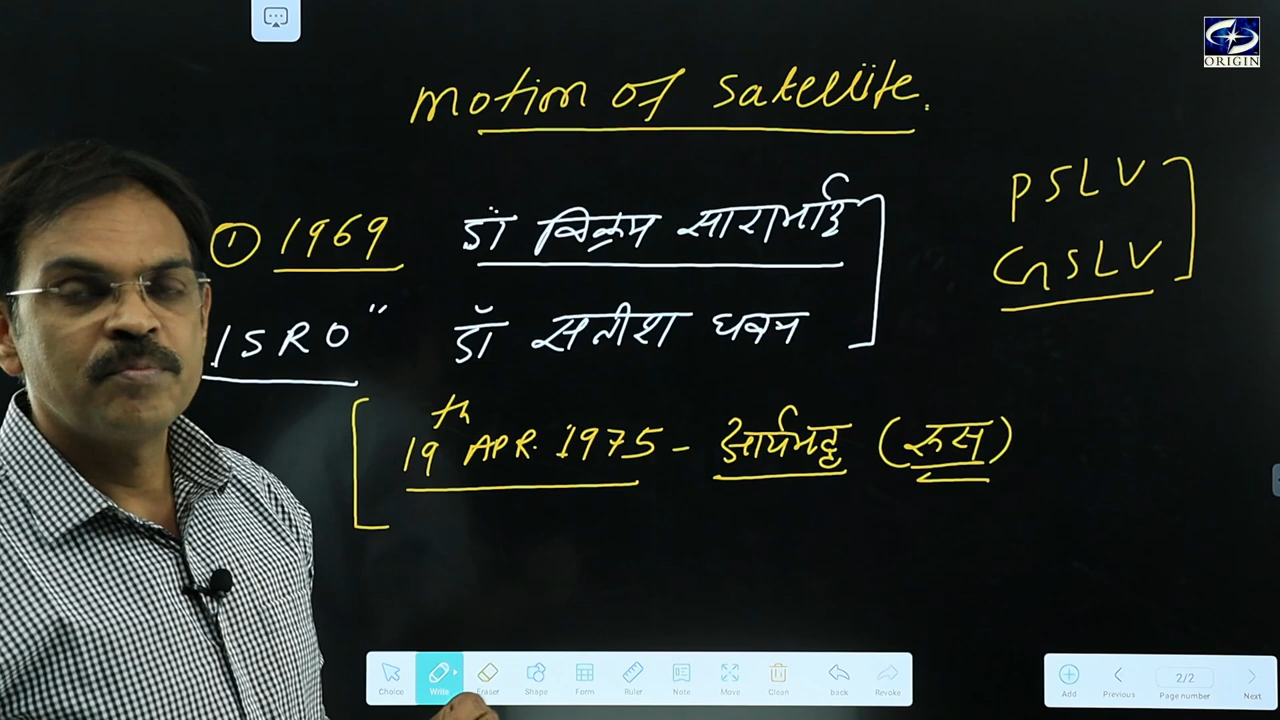 ORIGIN
Motion of Satellite.
① 1969 डॉ विक्रम साराभाई
PSLV
GSLV
ISRO" डॉ सतीश धवन
19th APR. 1975 - आर्यभट्ट (रूस)
Choice Write Eraser Shape Form Ruler Note Move Clean back Revoke
Add Previous 2/2 Page number Next